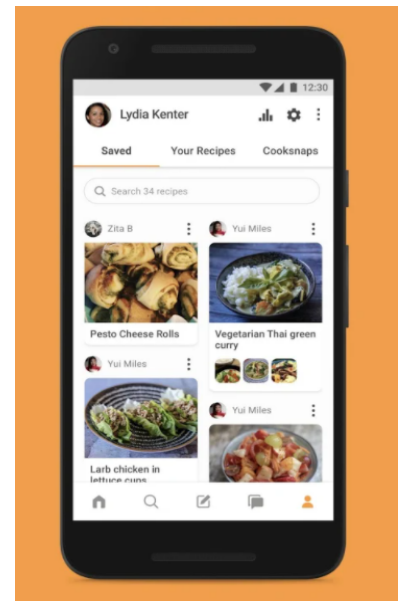 12:30
Lydia Kenter
Saved Your Recipes Cooksnaps
Search 34 recipes
Zita B
Pesto Cheese Rolls
Yui Miles
Vegetarian Thai green
curry
Yui Miles
Larb chicken in
lettuce cups
Yui Miles